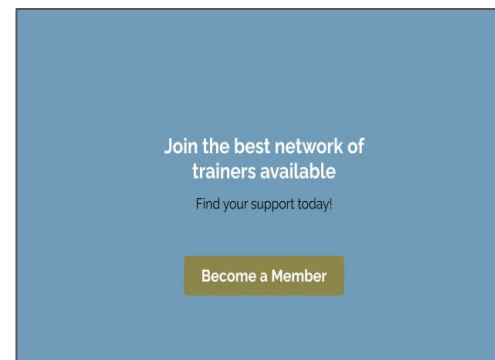 Join the best network of
trainers available
Find your support today!
Become a Member